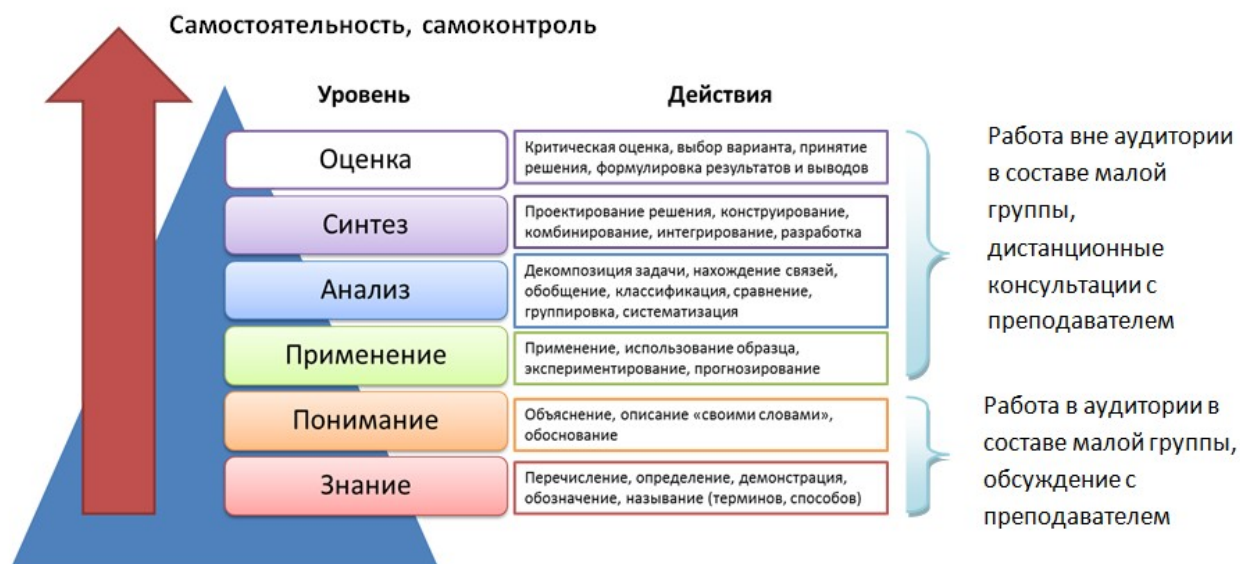 Самостоятельность, самоконтроль
Уровень
Действия
Оценка
Критическая оценка, выбор варианта, принятие
решения, формулировка результатов и выводов
Синтез
Проектирование решения, конструирование,
комбинирование, интегрирование, разработка
Анализ
Декомпозиция задачи, нахождение связей,
обобщение, классификация, сравнение,
группировка, систематизация
Применение
Применение, использование образца,
экспериментирование, прогнозирование
Понимание
Объяснение, описание «своими словами»,
обоснование
Знание
Перечисление, определение, демонстрация,
обозначение, называние (терминов, способов)
Работа вне аудитории
в составе малой
группы,
дистанционные
консультации с
преподавателем
Работа в аудитории в
составе малой группы,
обсуждение с
преподавателем